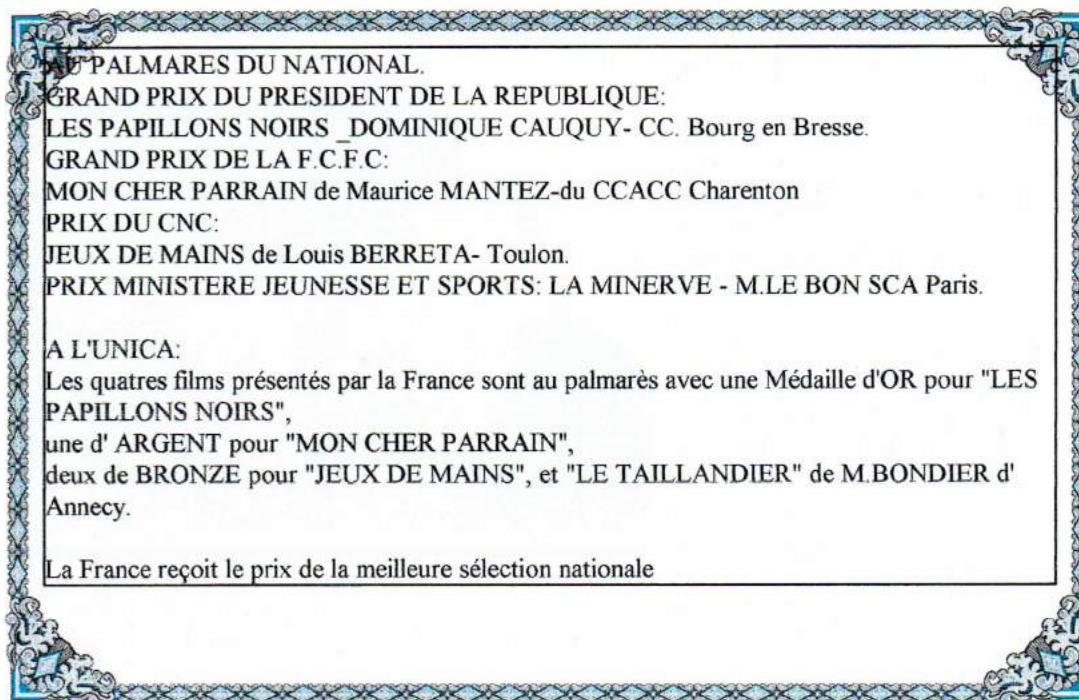 AU PALMARES DU NATIONAL.
GRAND PRIX DU PRESIDENT DE LA REPUBLIQUE:
LES PAPILLONS NOIRS _DOMINIQUE CAUQUY- CC. Bourg en Bresse.
GRAND PRIX DE LA F.C.F.C:
MON CHER PARRAIN de Maurice MANTEZ-du CCACC Charenton
PRIX DU CNC:
JEUX DE MAINS de Louis BERRETA- Toulon.
PRIX MINISTERE JEUNESSE ET SPORTS: LA MINERVE - M.LE BON SCA Paris.
A L'UNICA:
Les quatres films présentés par la France sont au palmarès avec une Médaille d'OR pour "LES
PAPILLONS NOIRS",
une d' ARGENT pour "MON CHER PARRAIN",
deux de BRONZE pour "JEUX DE MAINS", et "LE TAILLANDIER" de M.BONDIER d'
Annecy.
La France reçoit le prix de la meilleure sélection nationale